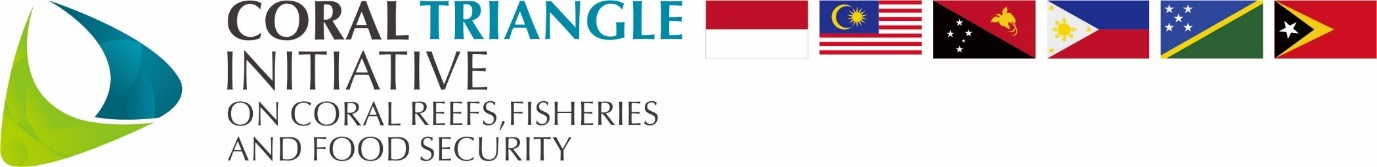 CORAL TRIANGLE
INITIATIVE
ON CORAL REEFS,FISHERIES
AND FOOD SECURITY